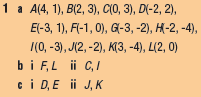 1 a A(4, 1), B(2, 3), C(0, 3), D(-2, 2),
E(-3, 1), F(-1, 0), G(-3, -2), H(-2, -4),
I(0, -3), J(2, -2), K(3, -4), L(2, 0)
b i F, L ii C, I
c i D, E ii J, K